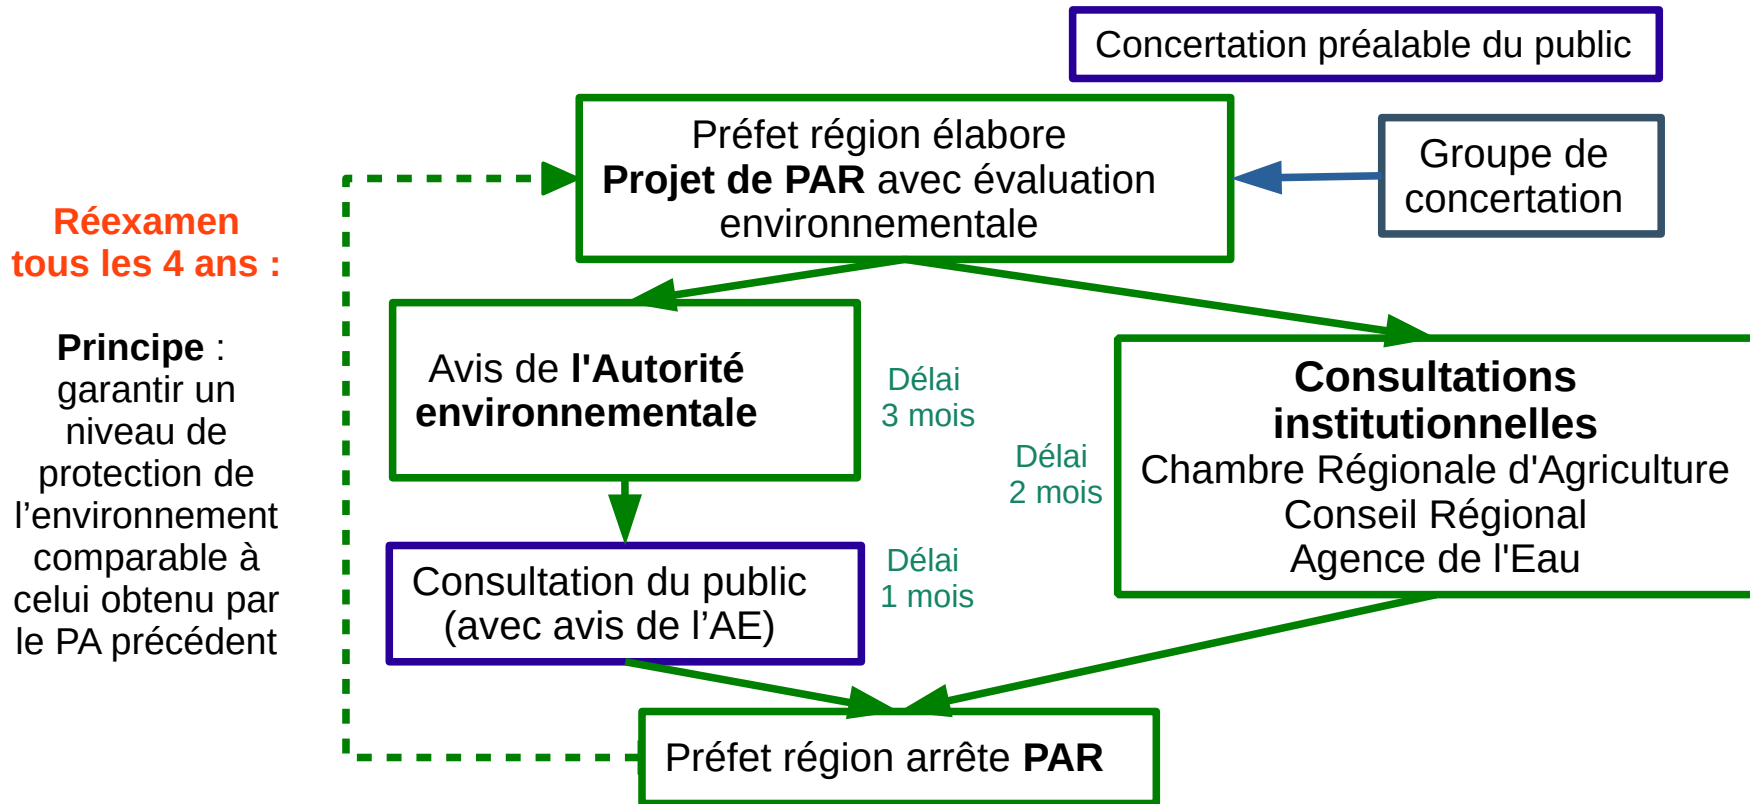 Concertation préalable du public
Préfet région élabore
Projet de PAR avec évaluation
environnementale
Groupe de
concertation
Réexamen
tous les 4 ans :
Principe :
garantir un
niveau de
protection de
l’environnement
comparable à
celui obtenu par
le PA précédent
Avis de l'Autorité
environnementale
Délai
3 mois
Délai
2 mois
Consultations
institutionnelles
Chambre Régionale d'Agriculture
Conseil Régional
Agence de l'Eau
Consultation du public
(avec avis de l’AE)
Délai
1 mois
Préfet région arrête PAR